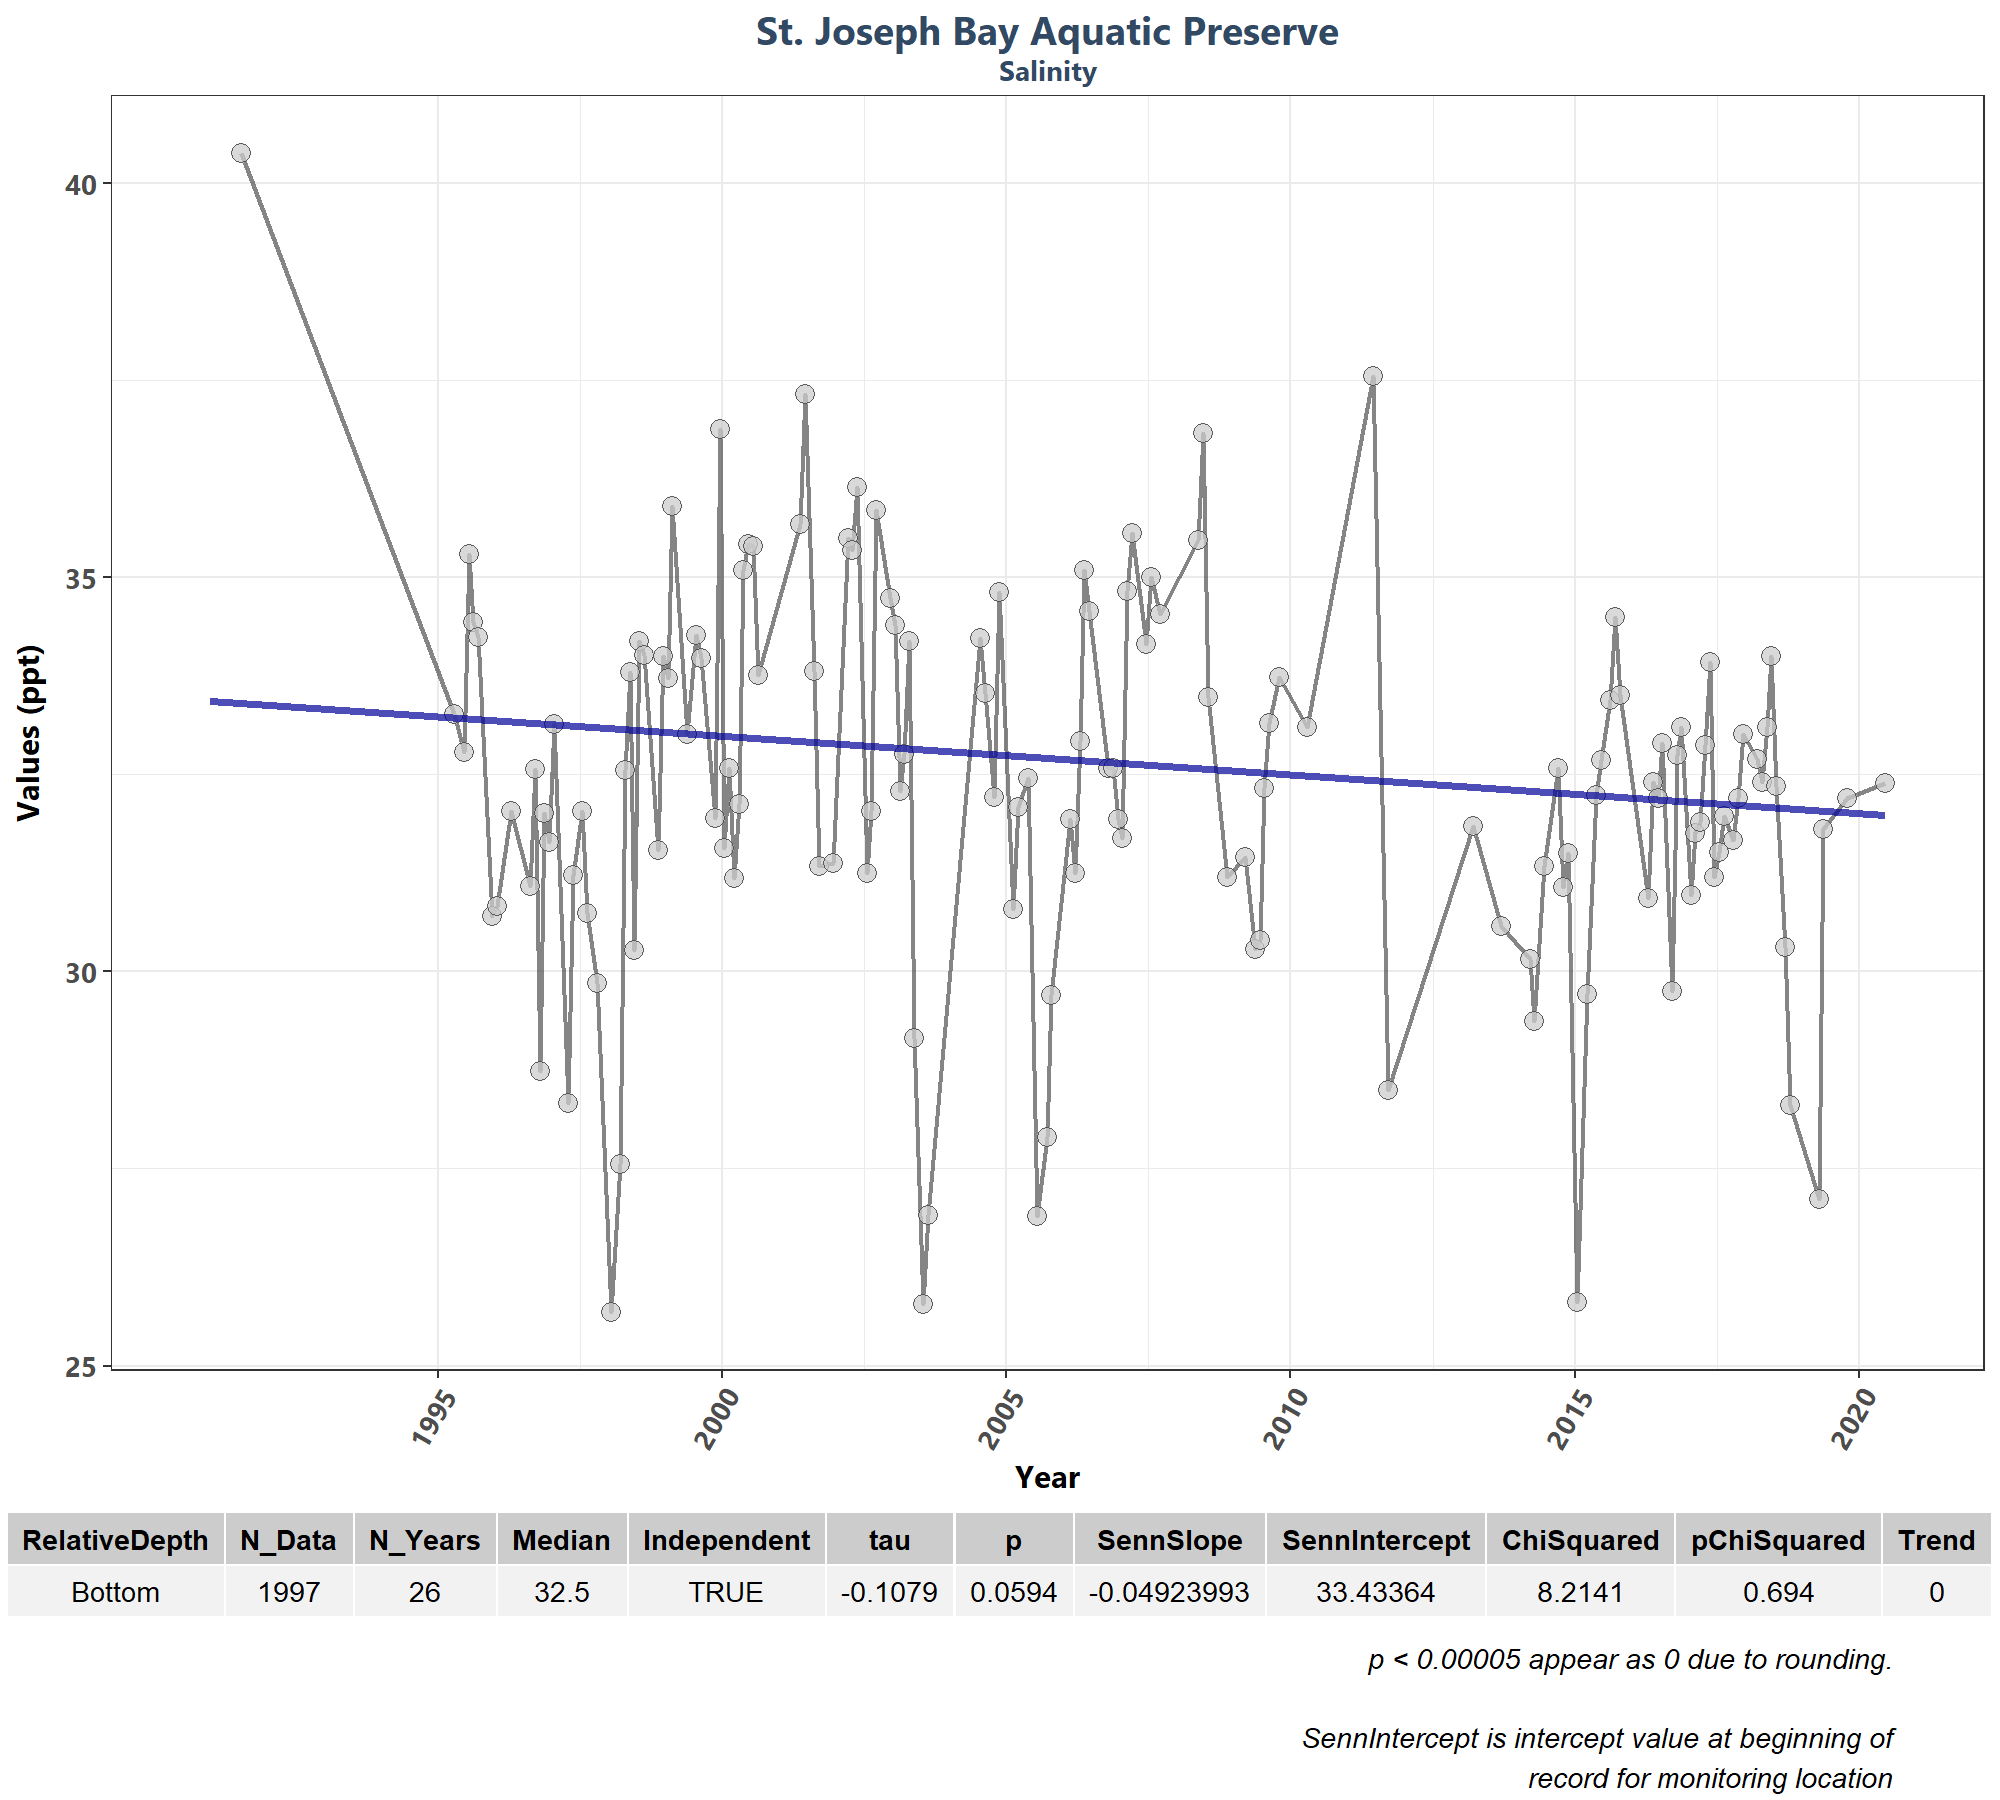 St. Joseph Bay Aquatic Preserve
Salinity
Values (ppt)
40
35
30
25
1995 2000 2005 2010 2015 2020
Year
RelativeDepth N_Data N_Years Median Independent tau p SennSlope SennIntercept ChiSquared pChiSquared Trend
Bottom 1997 26 32.5 TRUE -0.1079 0.0594 -0.04923993 33.43364 8.2141 0.694 0
p < 0.00005 appear as 0 due to rounding.
SennIntercept is intercept value at beginning of
record for monitoring location